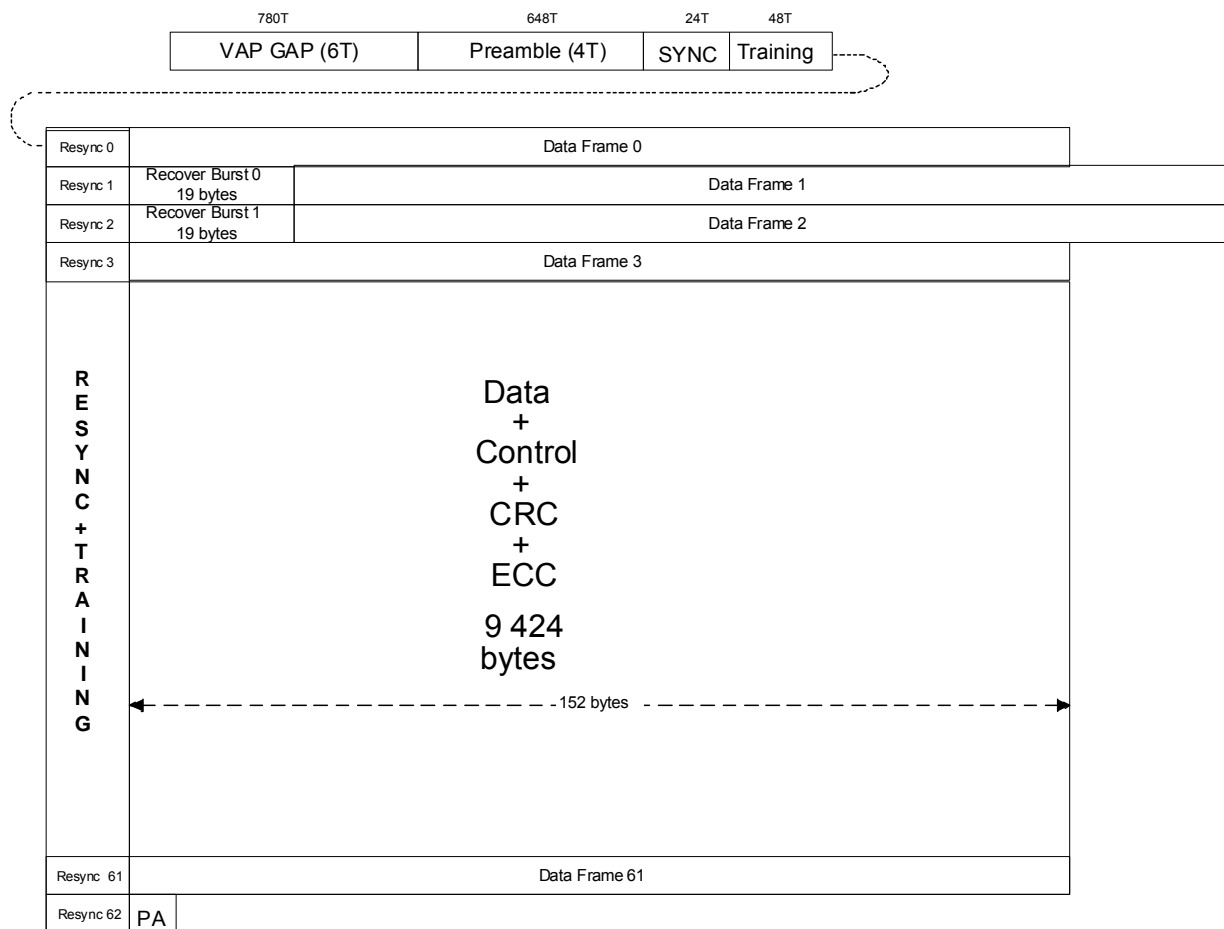 780T 648T 24T 48T
VAP GAP (6T) Preamble (4T) SYNC Training
Resync 0 Data Frame 0
Resync 1 Recover Burst 0 19 bytes Data Frame 1
Resync 2 Recover Burst 1 19 bytes Data Frame 2
Resync 3 Data Frame 3
RESYNC+TRAINING
Data
+
Control
+
CRC
+
ECC
9 424
bytes
152 bytes
Resync 61 Data Frame 61
Resync 62 PA